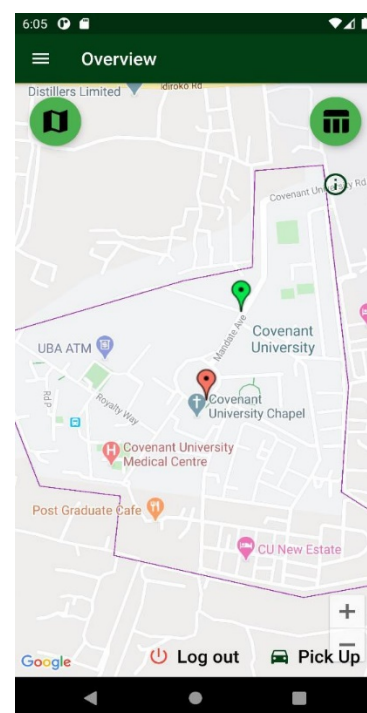 6:05
Overview
Idiroko Rd
Distillers Limited
Covenant University Rd
Mandate Ave
Covenant
University
UBA ATM
Rd P
Royalty Way
Covenant
University Chapel
Covenant University
Medical Centre
Post Graduate Cafe
CU New Estate
+
−
Google
Log out
Pick Up